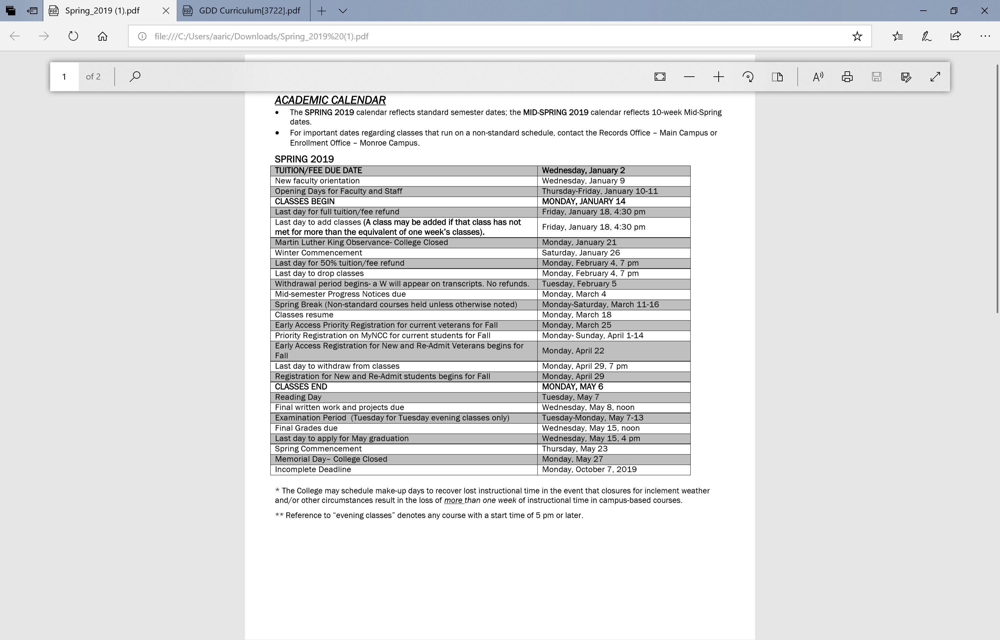 Spring_2019 (1).pdf
GDD Curriculum[3722].pdf
file:///C:/Users/aaric/Downloads/Spring_2019%20(1).pdf
1 of 2
ACADEMIC CALENDAR
• The SPRING 2019 calendar reflects standard semester dates; the MID-SPRING 2019 calendar reflects 10-week Mid-Spring
dates.
• For important dates regarding classes that run on a non-standard schedule, contact the Records Office – Main Campus or
Enrollment Office – Monroe Campus.
SPRING 2019
TUITION/FEE DUE DATE Wednesday, January 2
New faculty orientation Wednesday, January 9
Opening Days for Faculty and Staff Thursday-Friday, January 10-11
CLASSES BEGIN MONDAY, JANUARY 14
Last day for full tuition/fee refund Friday, January 18, 4:30 pm
Last day to add classes (A class may be added if that class has not
met for more than the equivalent of one week's classes). Friday, January 18, 4:30 pm
Martin Luther King Observance- College Closed Monday, January 21
Winter Commencement Saturday, January 26
Last day for 50% tuition/fee refund Monday, February 4, 7 pm
Last day to drop classes Monday, February 4, 7 pm
Withdrawal period begins- a W will appear on transcripts. No refunds. Tuesday, February 5
Mid-semester Progress Notices due Monday, March 4
Spring Break (Non-standard courses held unless otherwise noted) Monday-Saturday, March 11-16
Classes resume Monday, March 18
Early Access Priority Registration for current veterans for Fall Monday, March 25
Priority Registration on MyNCC for current students for Fall Monday- Sunday, April 1-14
Early Access Registration for New and Re-Admit Veterans begins for
Fall Monday, April 22
Last day to withdraw from classes Monday, April 29, 7 pm
Registration for New and Re-Admit students begins for Fall Monday, April 29
CLASSES END MONDAY, MAY 6
Reading Day Tuesday, May 7
Final written work and projects due Wednesday, May 8, noon
Examination Period (Tuesday for Tuesday evening classes only) Tuesday-Monday, May 7-13
Final Grades due Wednesday, May 15, noon
Last day to apply for May graduation Wednesday, May 15, 4 pm
Spring Commencement Thursday, May 23
Memorial Day– College Closed Monday, May 27
Incomplete Deadline Monday, October 7, 2019
* The College may schedule make-up days to recover lost instructional time in the event that closures for inclement weather
and/or other circumstances result in the loss of more than one week of instructional time in campus-based courses.
** Reference to “evening classes” denotes any course with a start time of 5 pm or later.